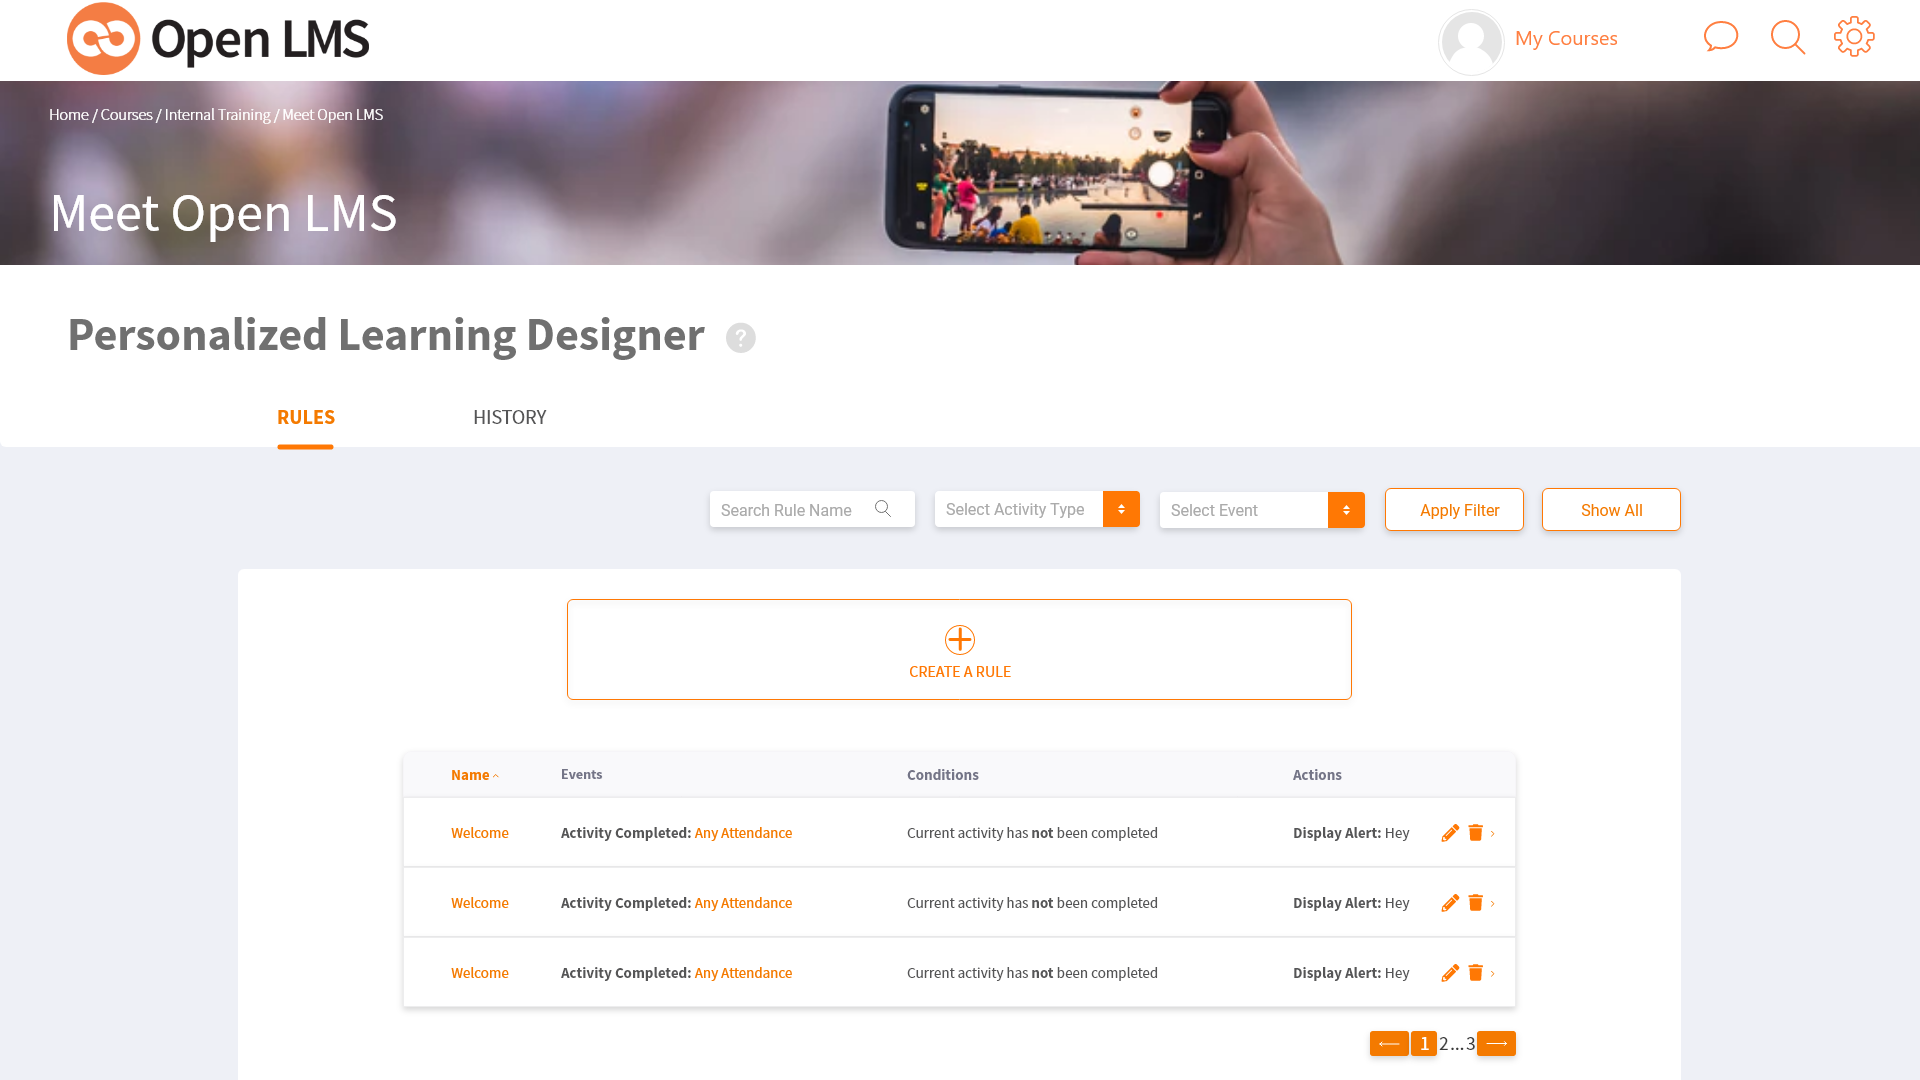 Open LMS
My Courses
Home / Courses / Internal Training / Meet Open LMS
Meet Open LMS
Personalized Learning Designer ?
RULES HISTORY
Search Rule Name Select Activity Type Select Event Apply Filter Show All
CREATE A RULE
Name Events Conditions Actions
Welcome Activity Completed: Any Attendance Current activity has not been completed Display Alert: Hey
Welcome Activity Completed: Any Attendance Current activity has not been completed Display Alert: Hey
Welcome Activity Completed: Any Attendance Current activity has not been completed Display Alert: Hey
1 2...3